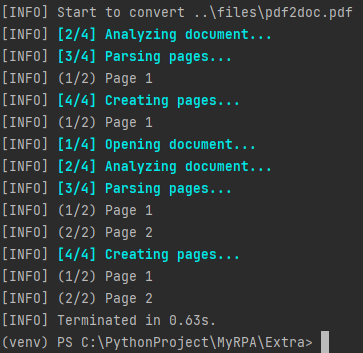 [INFO] Start to convert ..\files\pdf2doc.pdf
[INFO] [2/4] Analyzing document...
[INFO] [3/4] Parsing pages...
[INFO] (1/2) Page 1
[INFO] [4/4] Creating pages...
[INFO] (1/2) Page 1
[INFO] [1/4] Opening document...
[INFO] [2/4] Analyzing document...
[INFO] [3/4] Parsing pages...
[INFO] (1/2) Page 1
[INFO] (2/2) Page 2
[INFO] [4/4] Creating pages...
[INFO] (1/2) Page 1
[INFO] (2/2) Page 2
[INFO] Terminated in 0.63s.
(venv) PS C:\PythonProject\MyRPA\Extra>